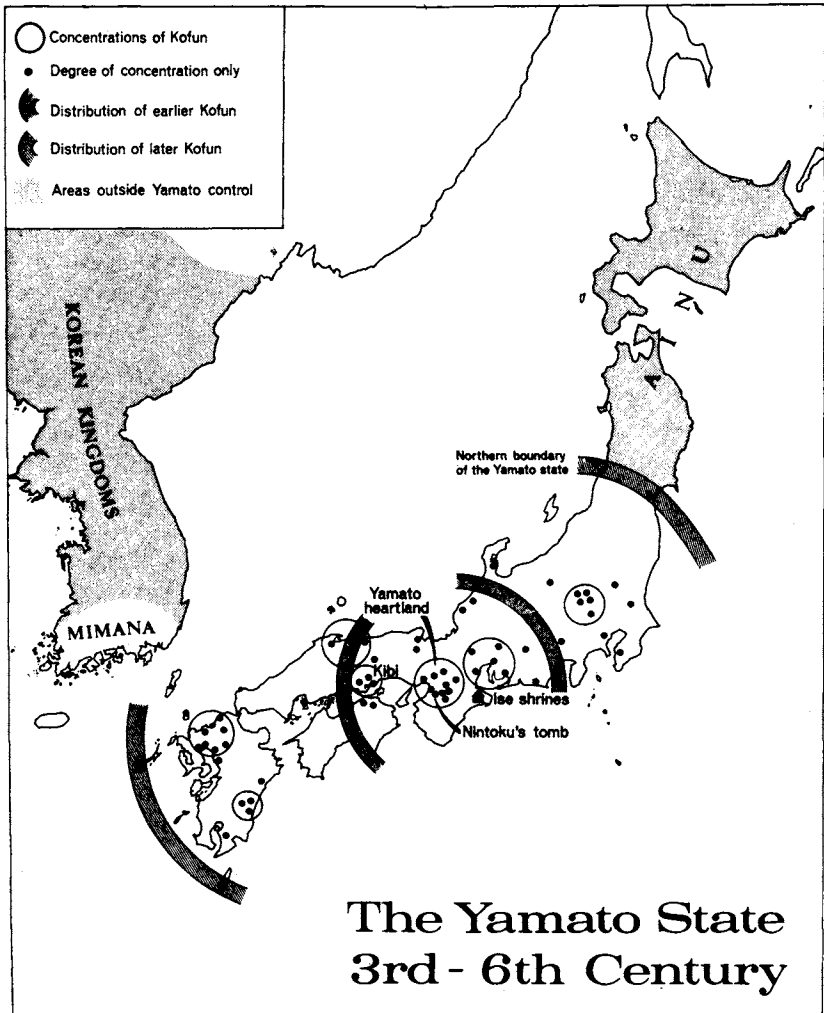 Concentrations of Kofun
Degree of concentration only
Distribution of earlier Kofun
Distribution of later Kofun
Areas outside Yamato control
KOREAN KINGDOMS
MIMANA
AINU
Northern boundary
of the Yamato state
Yamato
heartland
Kibi
Ise shrines
Nintoku's tomb
The Yamato State
3rd - 6th Century